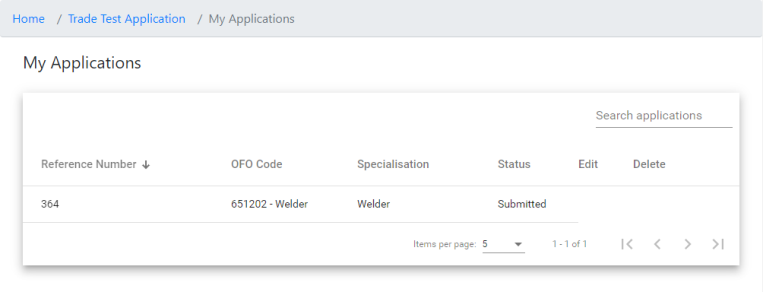 Home / Trade Test Application / My Applications
My Applications
Search applications
Reference Number ↓ OFO Code Specialisation Status Edit Delete
364 651202 - Welder Welder Submitted
Items per page: 5 1 - 1 of 1